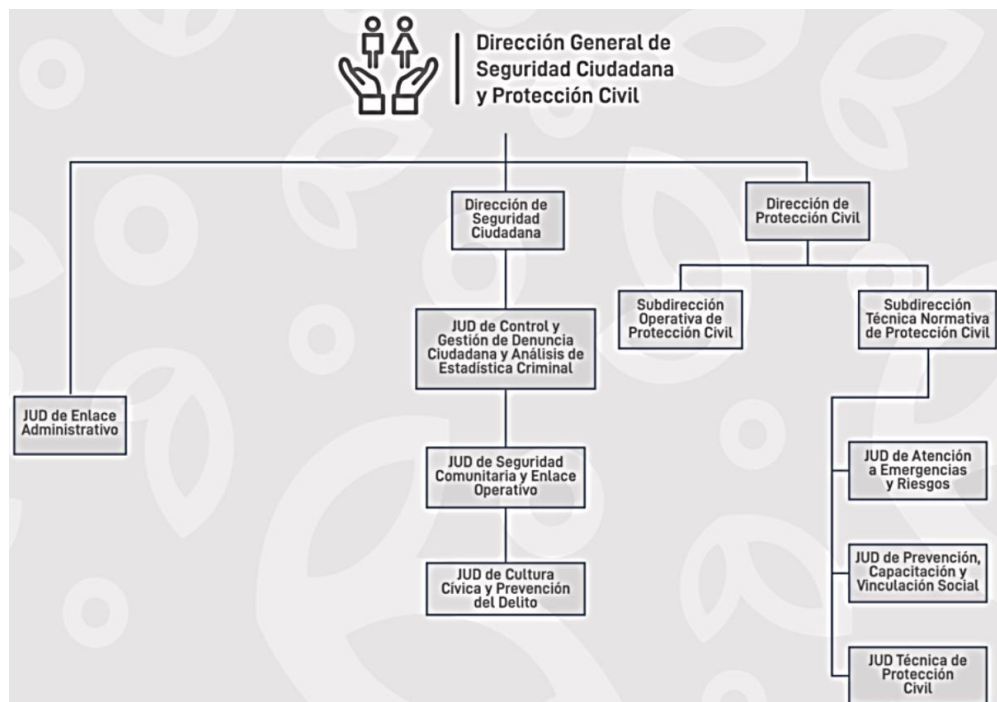 Dirección General de
Seguridad Ciudadana
y Protección Civil
Dirección de
Seguridad
Ciudadana
Dirección de
Protección Civil
Subdirección
Operativa de
Protección Civil
Subdirección
Técnica Normativa
de Protección Civil
JUD de Control y
Gestión de Denuncia
Ciudadana y Análisis de
Estadística Criminal
JUD de Enlace
Administrativo
JUD de Seguridad
Comunitaria y Enlace
Operativo
JUD de Atención
a Emergencias
y Riesgos
JUD de Cultura
Cívica y Prevención
del Delito
JUD de Prevención,
Capacitación y
Vinculación Social
JUD Técnica de
Protección
Civil